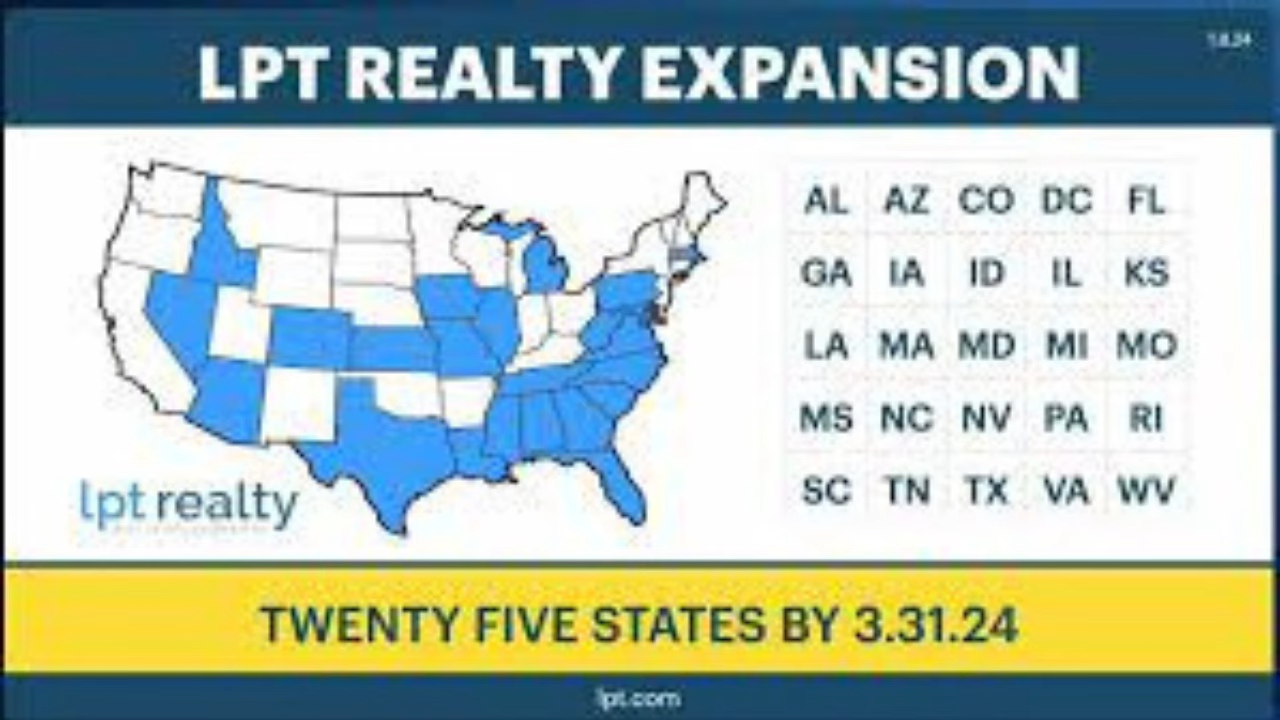 LPT REALTY EXPANSION
AL AZ CO DC FL
GA IA ID IL KS
LA MA MD MI MO
MS NC NV PA RI
SC TN TX VA WV
lpt realty
TWENTY FIVE STATES BY 3.31.24
lpt.com